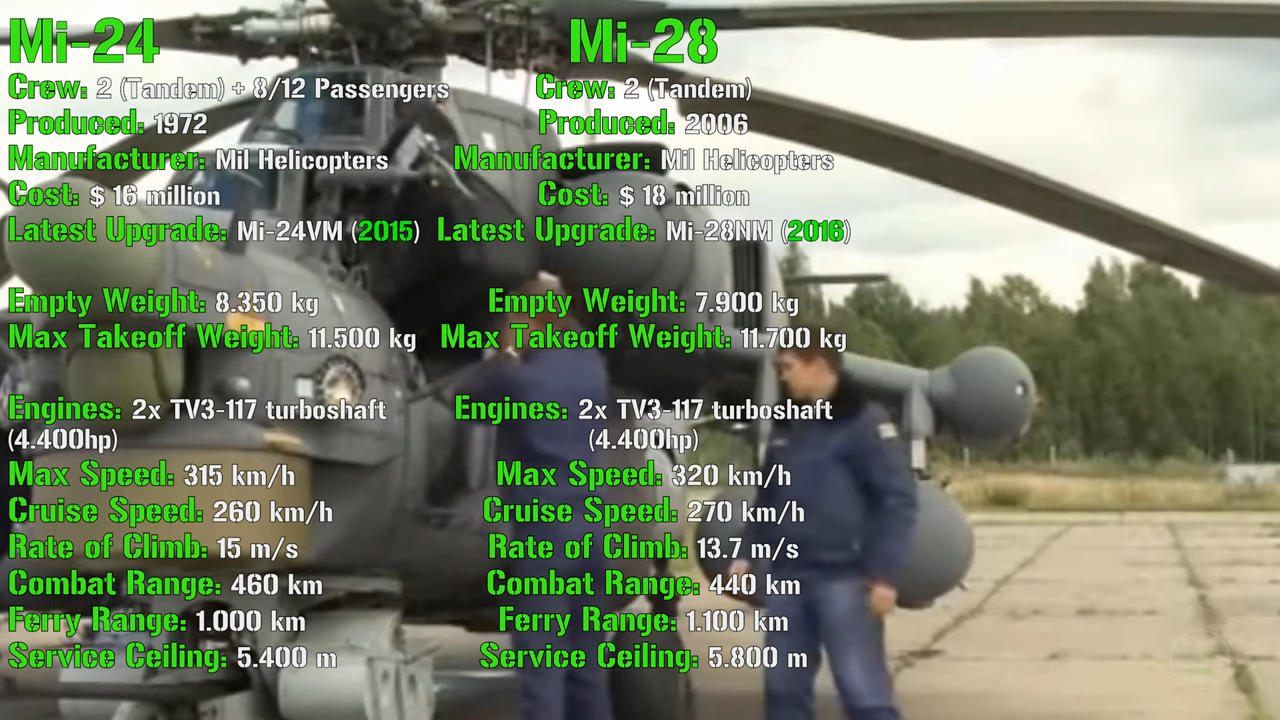 Mi-24
Crew: 2 (Tandem) + 8/12 Passengers
Produced: 1972
Manufacturer: Mil Helicopters
Cost: $ 16 million
Latest Upgrade: Mi-24VM (2015)
Empty Weight: 8.350 kg
Max Takeoff Weight: 11.500 kg
Engines: 2x TV3-117 turboshaft
(4.400hp)
Max Speed: 315 km/h
Cruise Speed: 260 km/h
Rate of Climb: 15 m/s
Combat Range: 460 km
Ferry Range: 1.000 km
Service Ceiling: 5.400 m
Mi-28
Crew: 2 (Tandem)
Produced: 2006
Manufacturer: Mil Helicopters
Cost: $ 18 million
Latest Upgrade: Mi-28NM (2016)
Empty Weight: 7.900 kg
Max Takeoff Weight: 11.700 kg
Engines: 2x TV3-117 turboshaft
(4.400hp)
Max Speed: 320 km/h
Cruise Speed: 270 km/h
Rate of Climb: 13.7 m/s
Combat Range: 440 km
Ferry Range: 1.100 km
Service Ceiling: 5.800 m